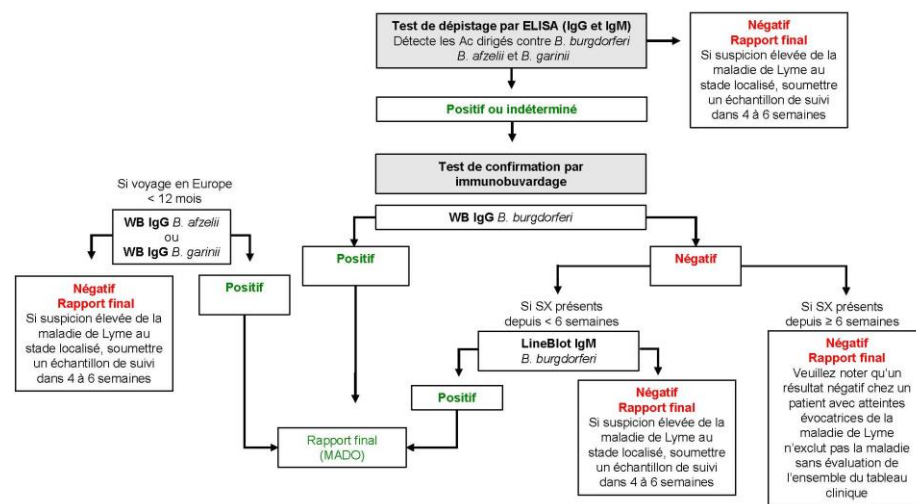 Test de dépistage par ELISA (IgG et IgM)
Détecte les Ac dirigés contre B. burgdorferi
B. afzelii et B. garinii
Négatif
Rapport final
Si suspicion élevée de la
maladie de Lyme au
stade localisé, soumettre
un échantillon de suivi
dans 4 à 6 semaines
Positif ou indéterminé
Test de confirmation par
immunobuvardage
Si voyage en Europe
< 12 mois
WB IgG B. afzelii
ou
WB IgG B. garinii
WB IgG B. burgdorferi
Négatif
Rapport final
Si suspicion élevée de la
maladie de Lyme au
stade localisé, soumettre
un échantillon de suivi
dans 4 à 6 semaines
Positif
Positif
Négatif
Si SX présents
depuis < 6 semaines
Si SX présents
depuis ≥ 6 semaines
LineBlot IgM
B. burgdorferi
Positif
Négatif
Rapport final
Si suspicion élevée de la
maladie de Lyme au
stade localisé, soumettre
un échantillon de suivi
dans 4 à 6 semaines
Négatif
Rapport final
Veuillez noter qu'un
résultat négatif chez un
patient avec atteintes
évocatrices de la
maladie de Lyme
n'exclut pas la maladie
sans évaluation de
l'ensemble du tableau
clinique
Rapport final
(MADO)